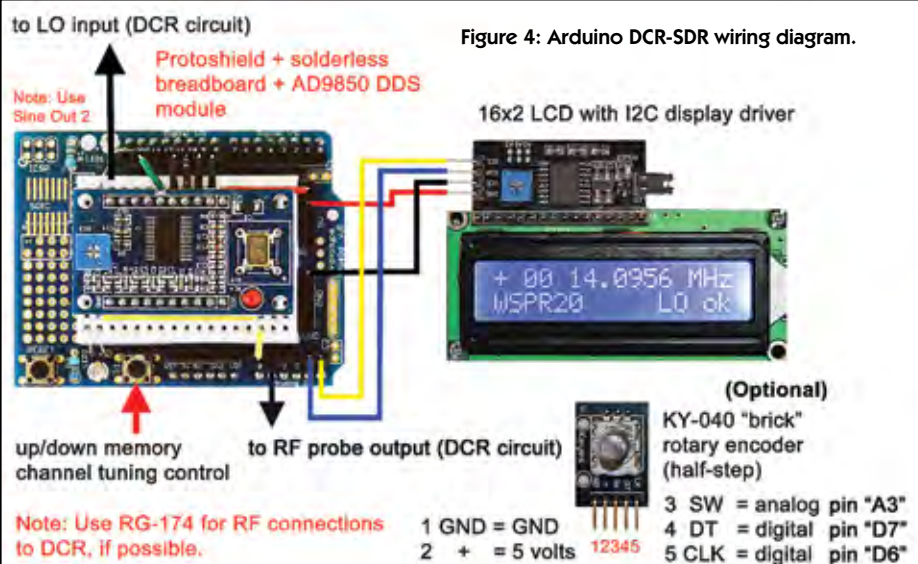 to LO input (DCR circuit)
Figure 4: Arduino DCR-SDR wiring diagram.
Protoshield + solderless
breadboard + AD9850 DDS
module
Note: Use
Sine Out 2
16x2 LCD with I2C display driver
ICSP
+ 00 14.0956 MHz
WSPR20 LO ok
RESET
up/down memory
channel tuning control
to RF probe output (DCR circuit)
(Optional)
KY-040 "brick"
rotary encoder
(half-step)
Note: Use RG-174 for RF connections
to DCR, if possible.
1 GND = GND
2 + = 5 volts
12345
3 SW = analog pin "A3"
4 DT = digital pin "D7"
5 CLK = digital pin "D6"